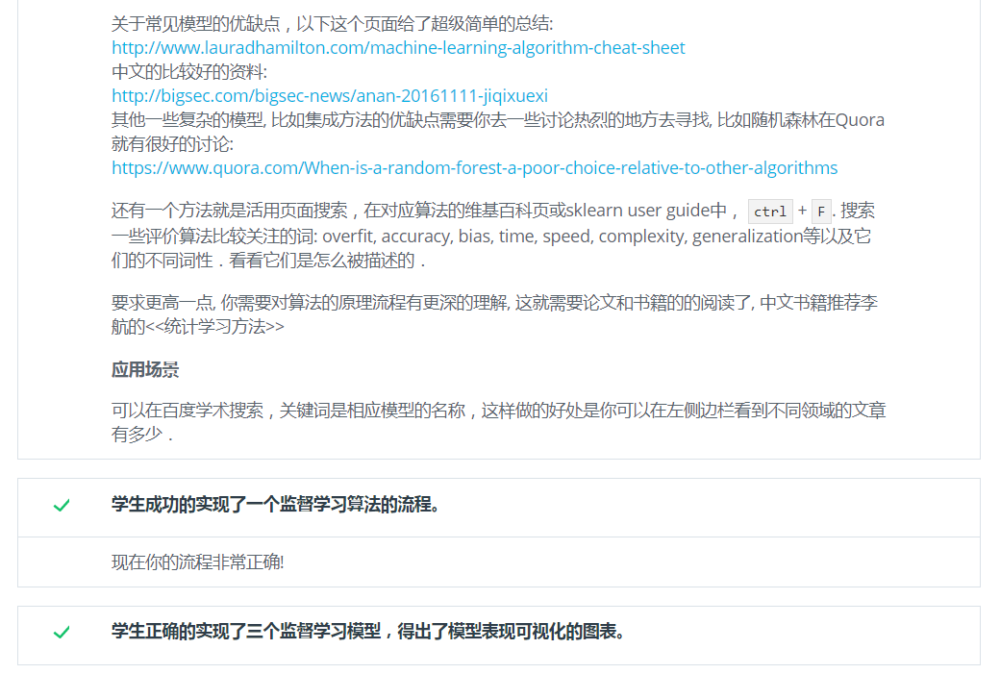 关于常见模型的优缺点，以下这个页面给了超级简单的总结:
http://www.lauradhamilton.com/machine-learning-algorithm-cheat-sheet
中文的比较好的资料:
http://bigsec.com/bigsec-news/anan-20161111-jiqixuexi
其他一些复杂的模型, 比如集成方法的优缺点需要你去一些讨论热烈的地方去寻找, 比如随机森林在Quora
就有很好的讨论:
https://www.quora.com/When-is-a-random-forest-a-poor-choice-relative-to-other-algorithms
还有一个方法就是活用页面搜索，在对应算法的维基百科页或sklearn user guide中， ctrl + F. 搜索
一些评价算法比较关注的词: overfit, accuracy, bias, time, speed, complexity, generalization等以及它
们的不同词性．看看它们是怎么被描述的．
要求更高一点, 你需要对算法的原理流程有更深的理解, 这就需要论文和书籍的的阅读了, 中文书籍推荐李
航的<<统计学习方法>>
应用场景
可以在百度学术搜索，关键词是相应模型的名称，这样做的好处是你可以在左侧边栏看到不同领域的文章
有多少．
学生成功的实现了一个监督学习算法的流程。
现在你的流程非常正确!
学生正确的实现了三个监督学习模型，得出了模型表现可视化的图表。